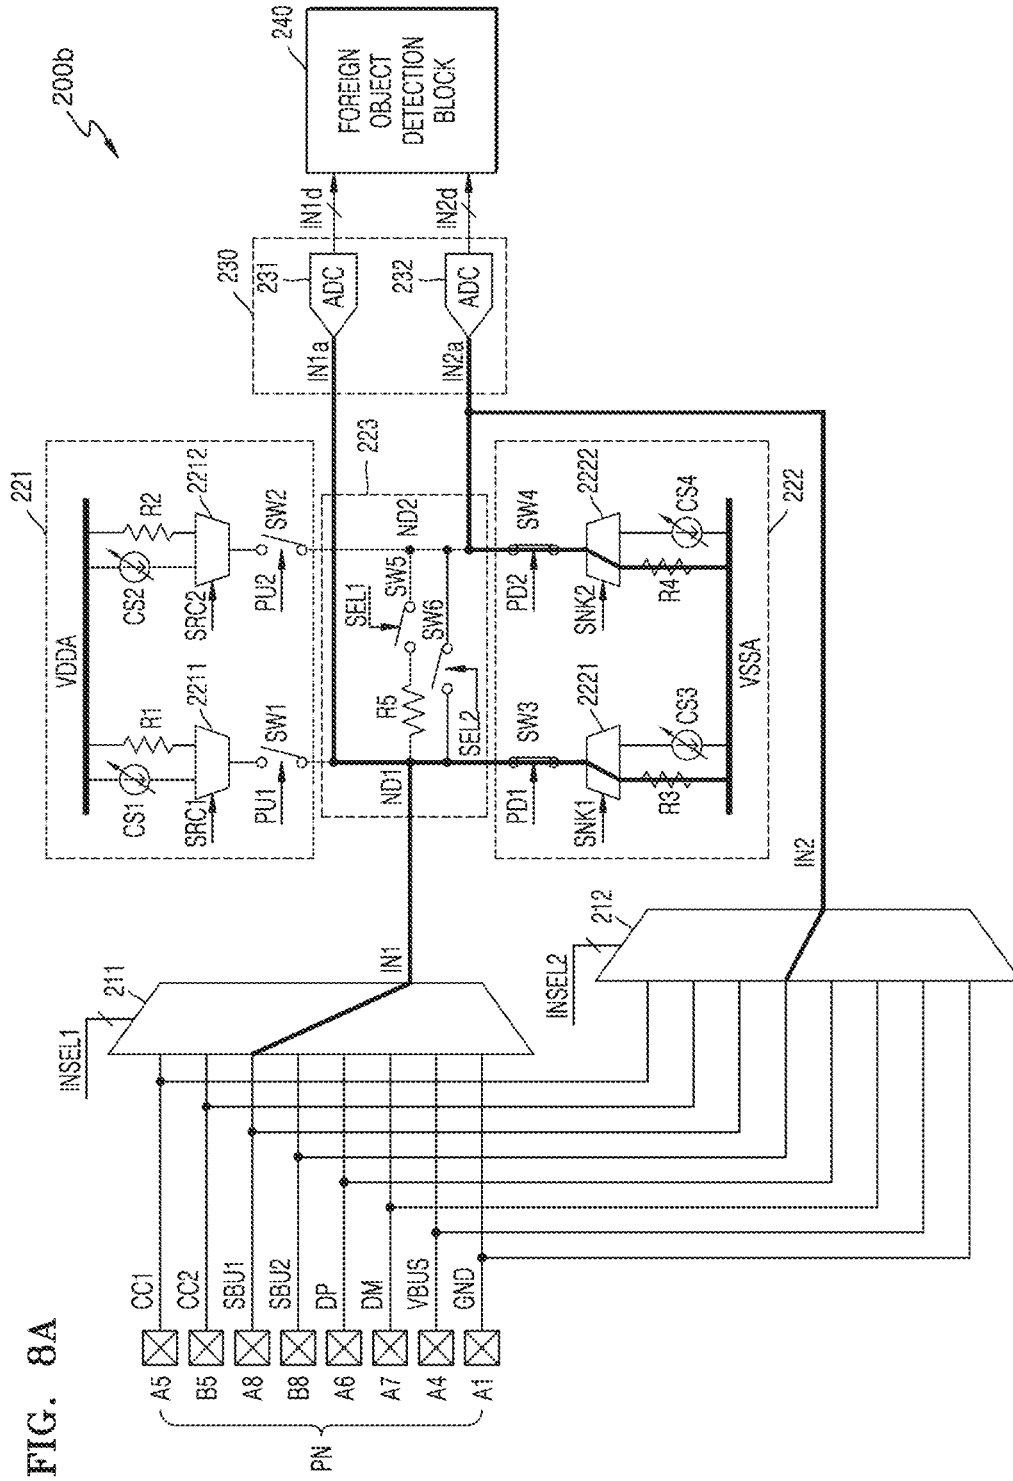 FIG. 8A
200b
PN
A5
B5
A8
B8
A6
A7
A4
A1
CC1
CC2
SBU1
SBU2
DP
DM
VBUS
GND
INSEL1
211
IN1
INSEL2
212
IN2
221
VDDA
CS1
R1
SRC1
2211
PU1
SW1
CS2
R2
SRC2
2212
PU2
SW2
223
ND1
R5
SEL1
SW5
ND2
SW6
SEL2
222
PD1
SW3
SNK1
2221
R3
CS3
PD2
SW4
SNK2
2222
R4
CS4
VSSA
230
IN1a
231
ADC
IN1d
IN2a
232
ADC
IN2d
240
FOREIGN
OBJECT
DETECTION
BLOCK